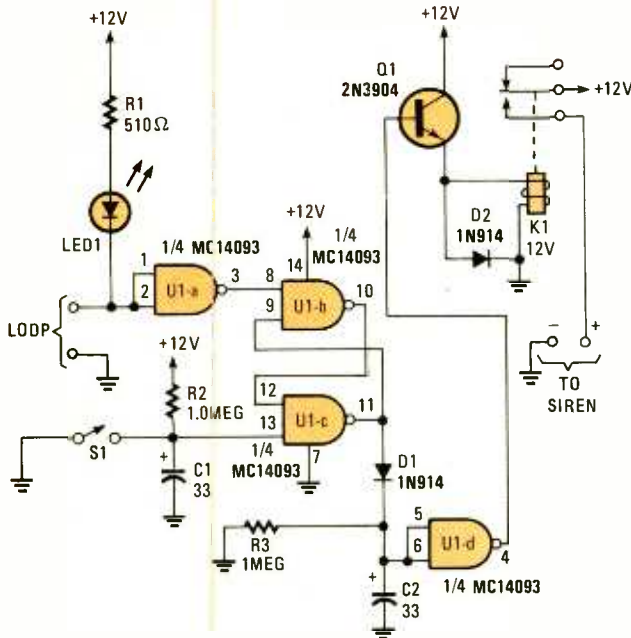 +12V
+12V
R1
510Ω
Q1
2N3904
+12V
LED1
+12V
1/4 MC14093
1/4
MC14093
D2
1N914
K1
12V
1
2
U1-a
3
8
14
9
U1-b
10
LOOP
+12V
R2
1.0MEG
12
13
U1-c
11
7
1/4
MC14093
S1
+
C1
33
D1
1N914
-
+
TO
SIREN
R3
1MEG
5
6
U1-d
4
+
C2
33
1/4 MC14093